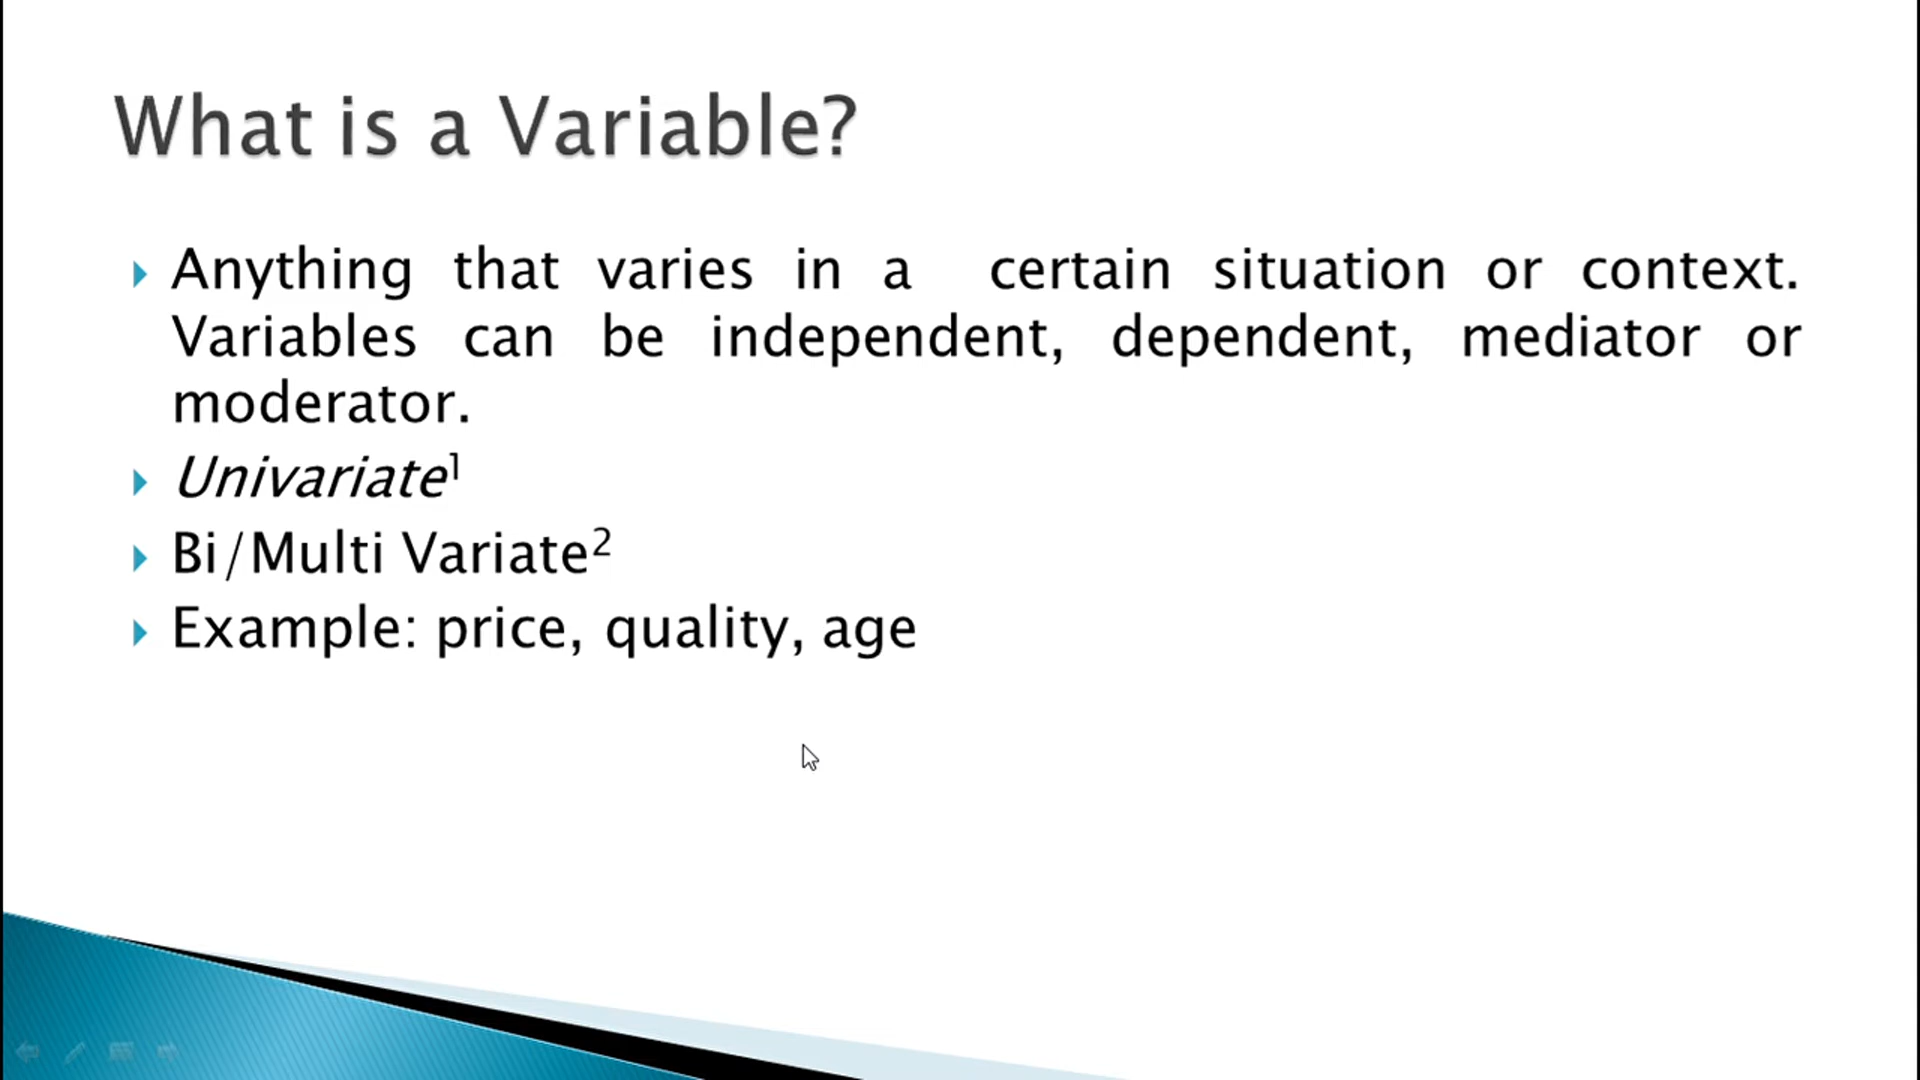 What is a Variable?
Anything that varies in a certain situation or context.
Variables can be independent, dependent, mediator or
moderator.
Univariate¹
Bi/Multi Variate²
Example: price, quality, age